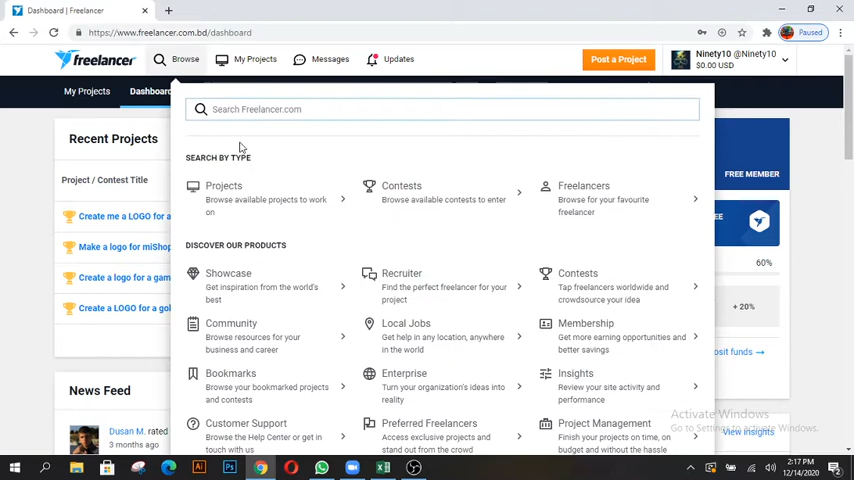 Dashboard | Freelancer
https://www.freelancer.com.bd/dashboard
Paused
freelancer
Browse
My Projects
Messages
Updates
Post a Project
Ninety10 @Ninety10
$0.00 USD
My Projects
Dashboard
Search Freelancer.com
Recent Projects
FREE MEMBER
SEARCH BY TYPE
Project / Contest Title
Projects
Browse available projects to work
on
Contests
Browse available contests to enter
Freelancers
Browse for your favourite
freelancer
Create me a LOGO for a
Make a logo for miShop
Create a logo for a gam
Create a LOGO for a gol
EE
60%
+ 20%
osit funds →
DISCOVER OUR PRODUCTS
Showcase
Get inspiration from the world's
best
Recruiter
Find the perfect freelancer for your
project
Contests
Tap freelancers worldwide and
crowdsource your idea
Community
Browse resources for your
business and career
Local Jobs
Get help in any location, anywhere
in the world
Membership
Get more earning opportunities and
better savings
Bookmarks
Browse your bookmarked projects
and contests
Enterprise
Turn your organization's ideas into
reality
Insights
Review your site activity and
performance
Customer Support
Browse the Help Center or get in
touch with us
Preferred Freelancers
Access exclusive projects and
stand out from the crowd
Project Management
Finish your projects on time, on
budget and without the hassle
News Feed
Dusan M. rated
3 months ago
View insights
Activate Windows
Go to Settings to activate Windows.
2:17 PM
12/14/2020
2